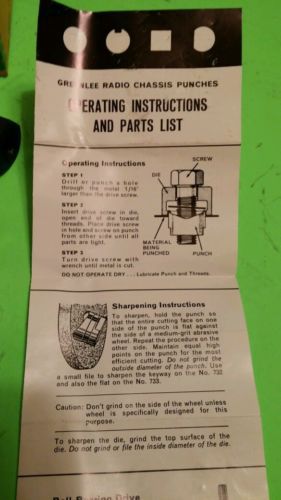 GREENLEE RADIO CHASSIS PUNCHES
OPERATING INSTRUCTIONS
AND PARTS LIST
Operating Instructions
STEP 1
Drill or punch a hole
through the metal 1/16"
larger than the drive screw.
STEP 2
Insert drive screw in die,
open end of die toward
threads. Place drive screw
in hole and screw on punch
from other side until all
parts are tight.
STEP 3
Turn drive screw with
wrench until metal is cut.
SCREW
DIE
MATERIAL
BEING
PUNCHED
PUNCH
DO NOT OPERATE DRY . . . Lubricate Punch and Threads.
Sharpening Instructions
To sharpen, hold the punch so
that the entire cutting face on one
side of the punch is flat against
the side of a medium-grit abrasive
wheel. Repeat the procedure on the
other side. Maintain equal high
points on the punch for the most
efficient cutting. Do not grind the
outside diameter of the punch. Use
a small file to sharpen the keyway on the No. 732
and also the flat on the No. 733.
Caution: Don't grind on the side of the wheel unless
wheel is specifically designed for this
purpose.
To sharpen the die, grind the top surface of the
die. Do not grind or file the inside diameter of the die.
Ball Bearing Drive